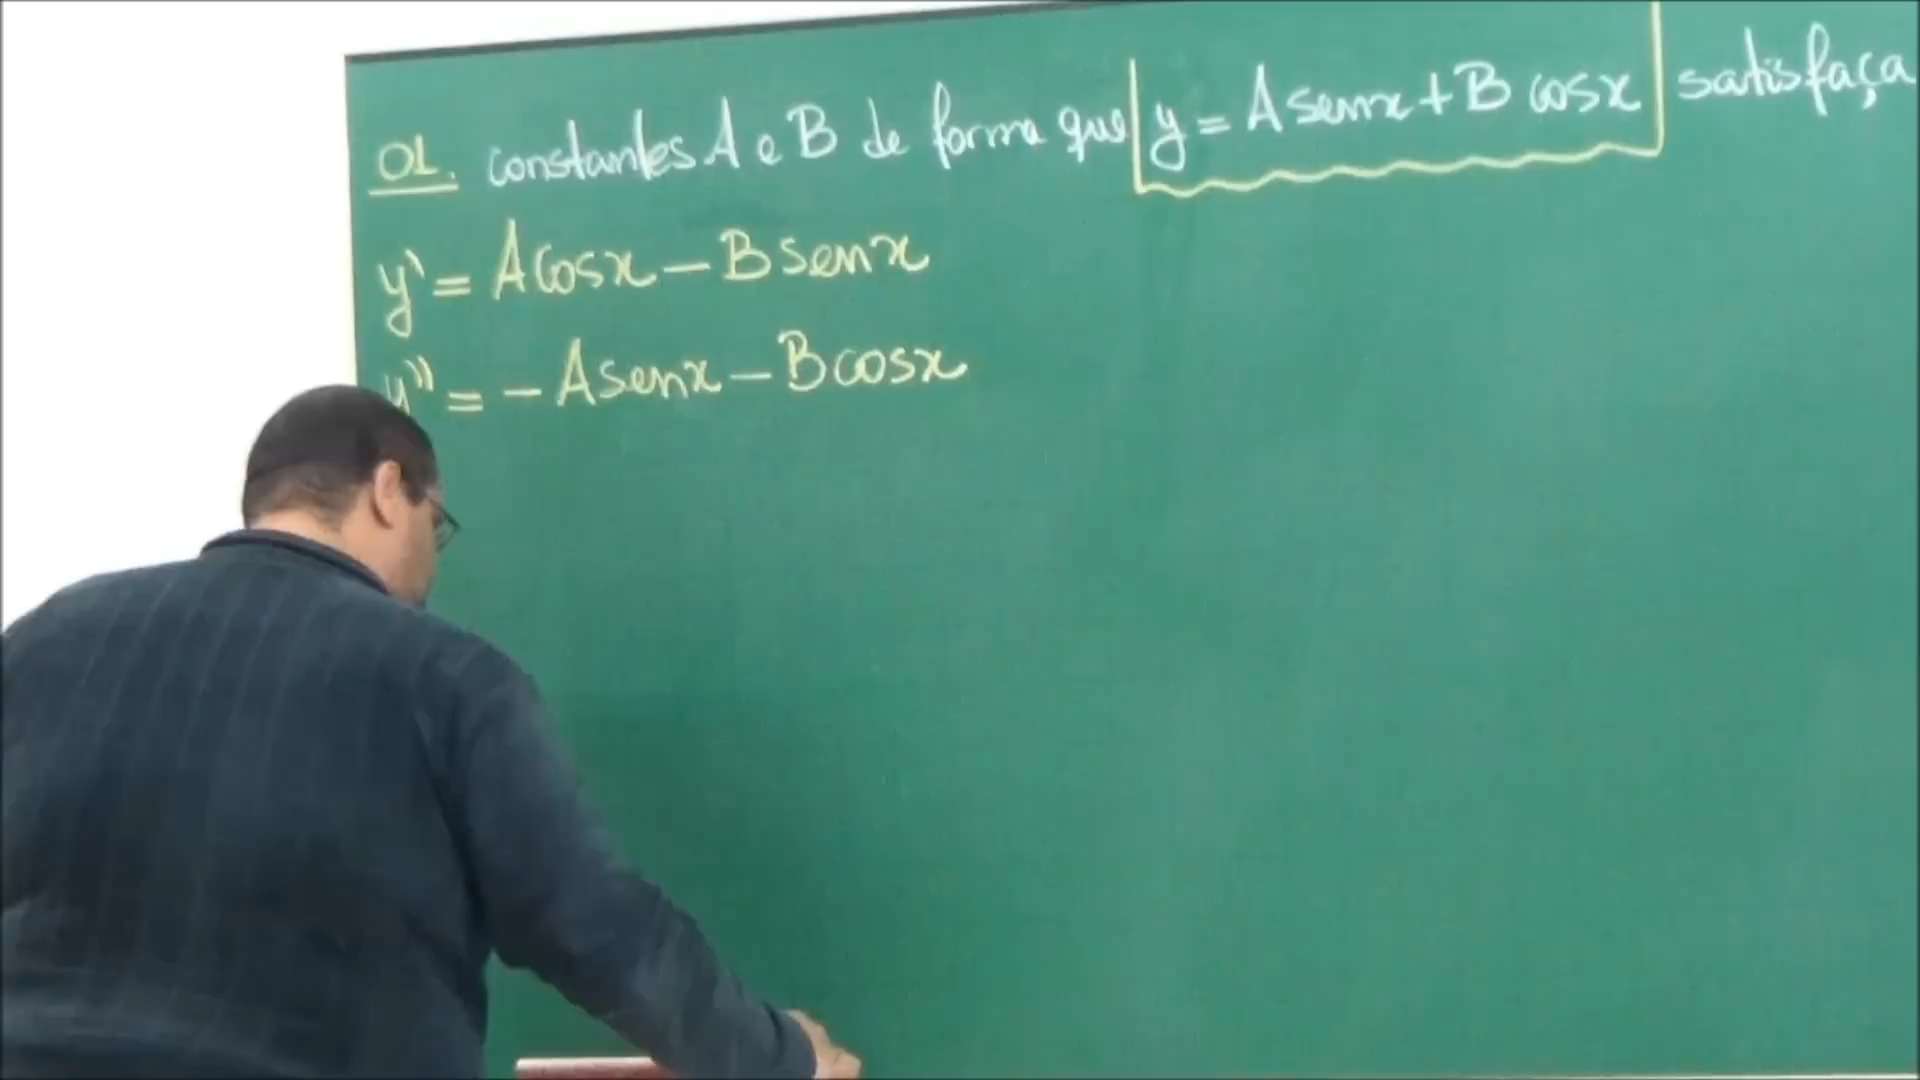 01. constantes A e B de forma que y = A senx + B cosx satisfaça
y' = A cosx - B senx
y'' = - A senx - B cosx